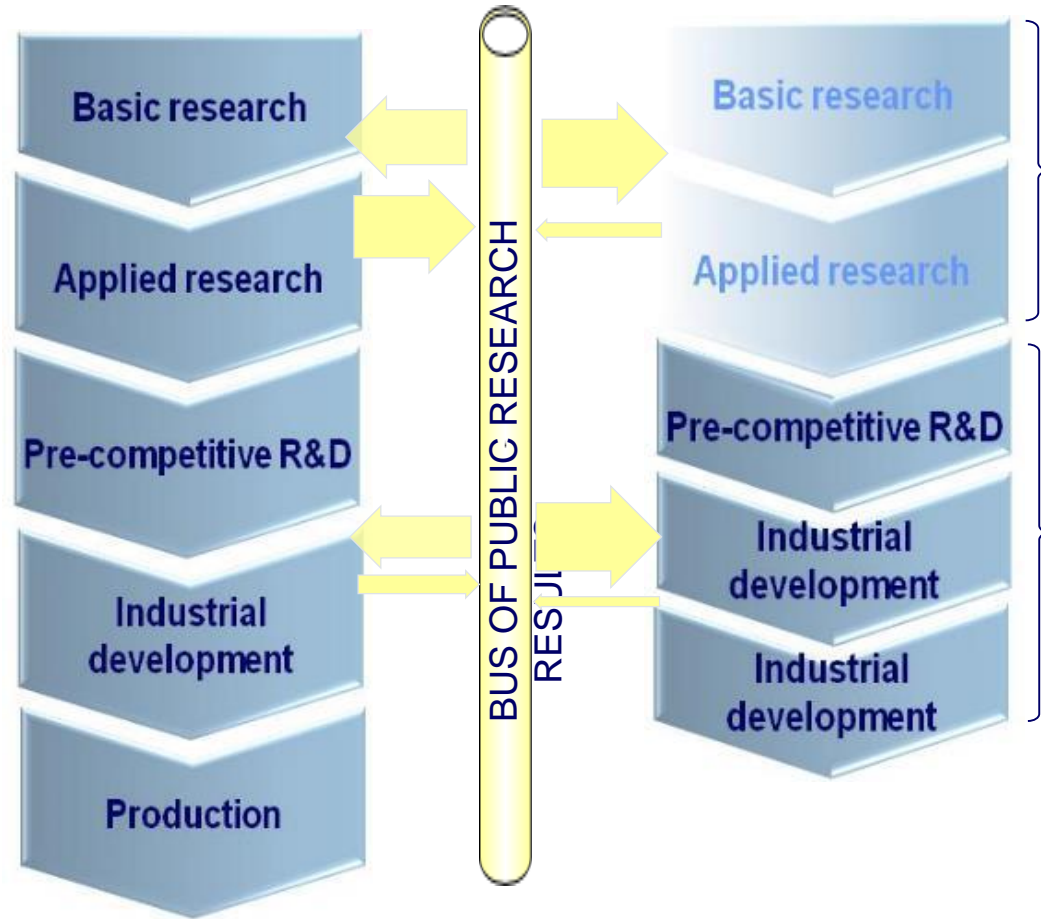 Basic research
Applied research
Pre-competitive R&D
Industrial
development
Production
BUS OF PUBLIC RESEARCH
Basic research
Applied research
Pre-competitive R&D
Industrial
development
Industrial
development